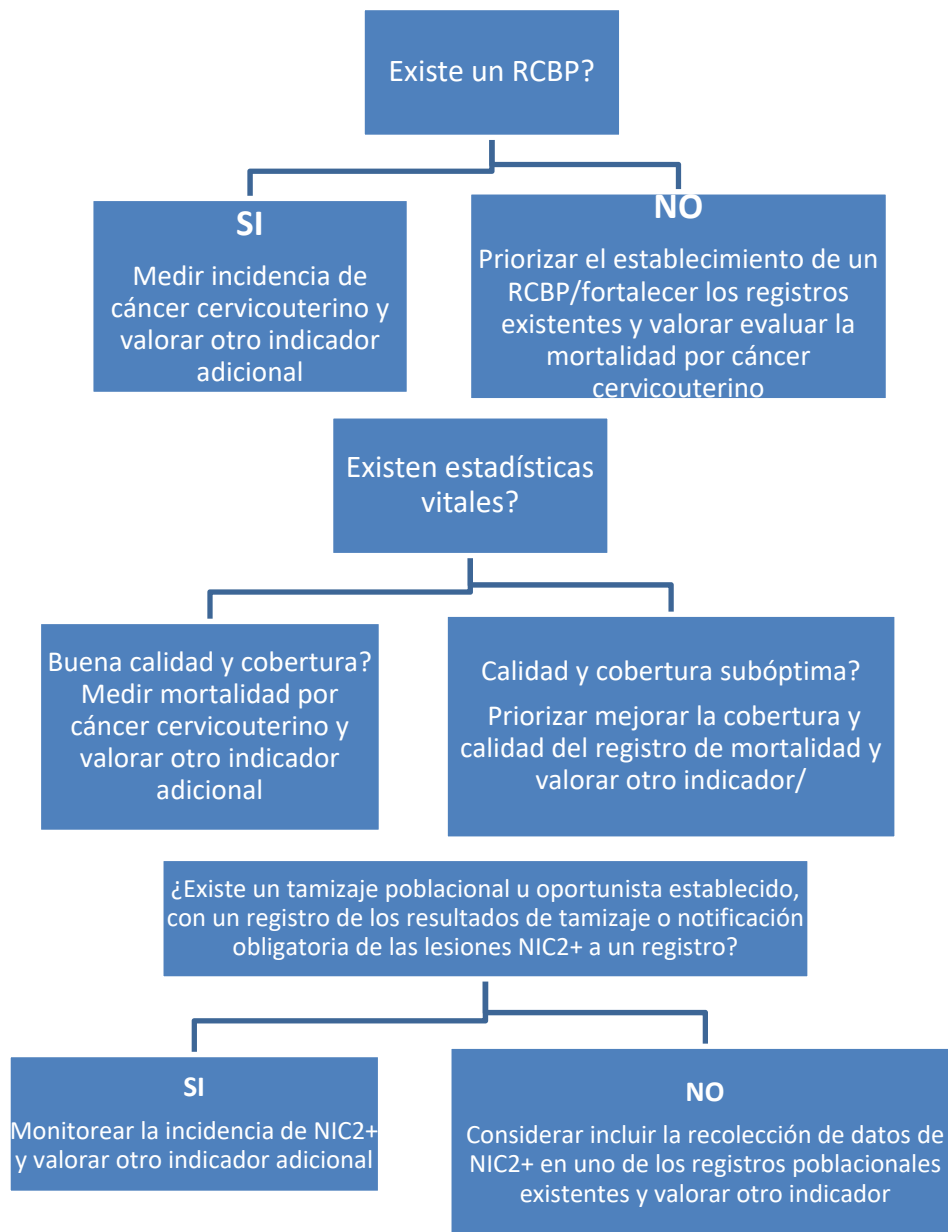 Existe un RCBP?
SI
Medir incidencia de
cáncer cervicouterino y
valorar otro indicador
adicional
NO
Priorizar el establecimiento de un
RCBP/fortalecer los registros
existentes y valorar evaluar la
mortalidad por cáncer
cervicouterino
Existen estadísticas
vitales?
Buena calidad y cobertura?
Medir mortalidad por
cáncer cervicouterino y
valorar otro indicador
adicional
Calidad y cobertura subóptima?
Priorizar mejorar la cobertura y
calidad del registro de mortalidad y
valorar otro indicador/
¿Existe un tamizaje poblacional u oportunista establecido,
con un registro de los resultados de tamizaje o notificación
obligatoria de las lesiones NIC2+ a un registro?
SI
Monitorear la incidencia de NIC2+
y valorar otro indicador adicional
NO
Considerar incluir la recolección de datos de
NIC2+ en uno de los registros poblacionales
existentes y valorar otro indicador